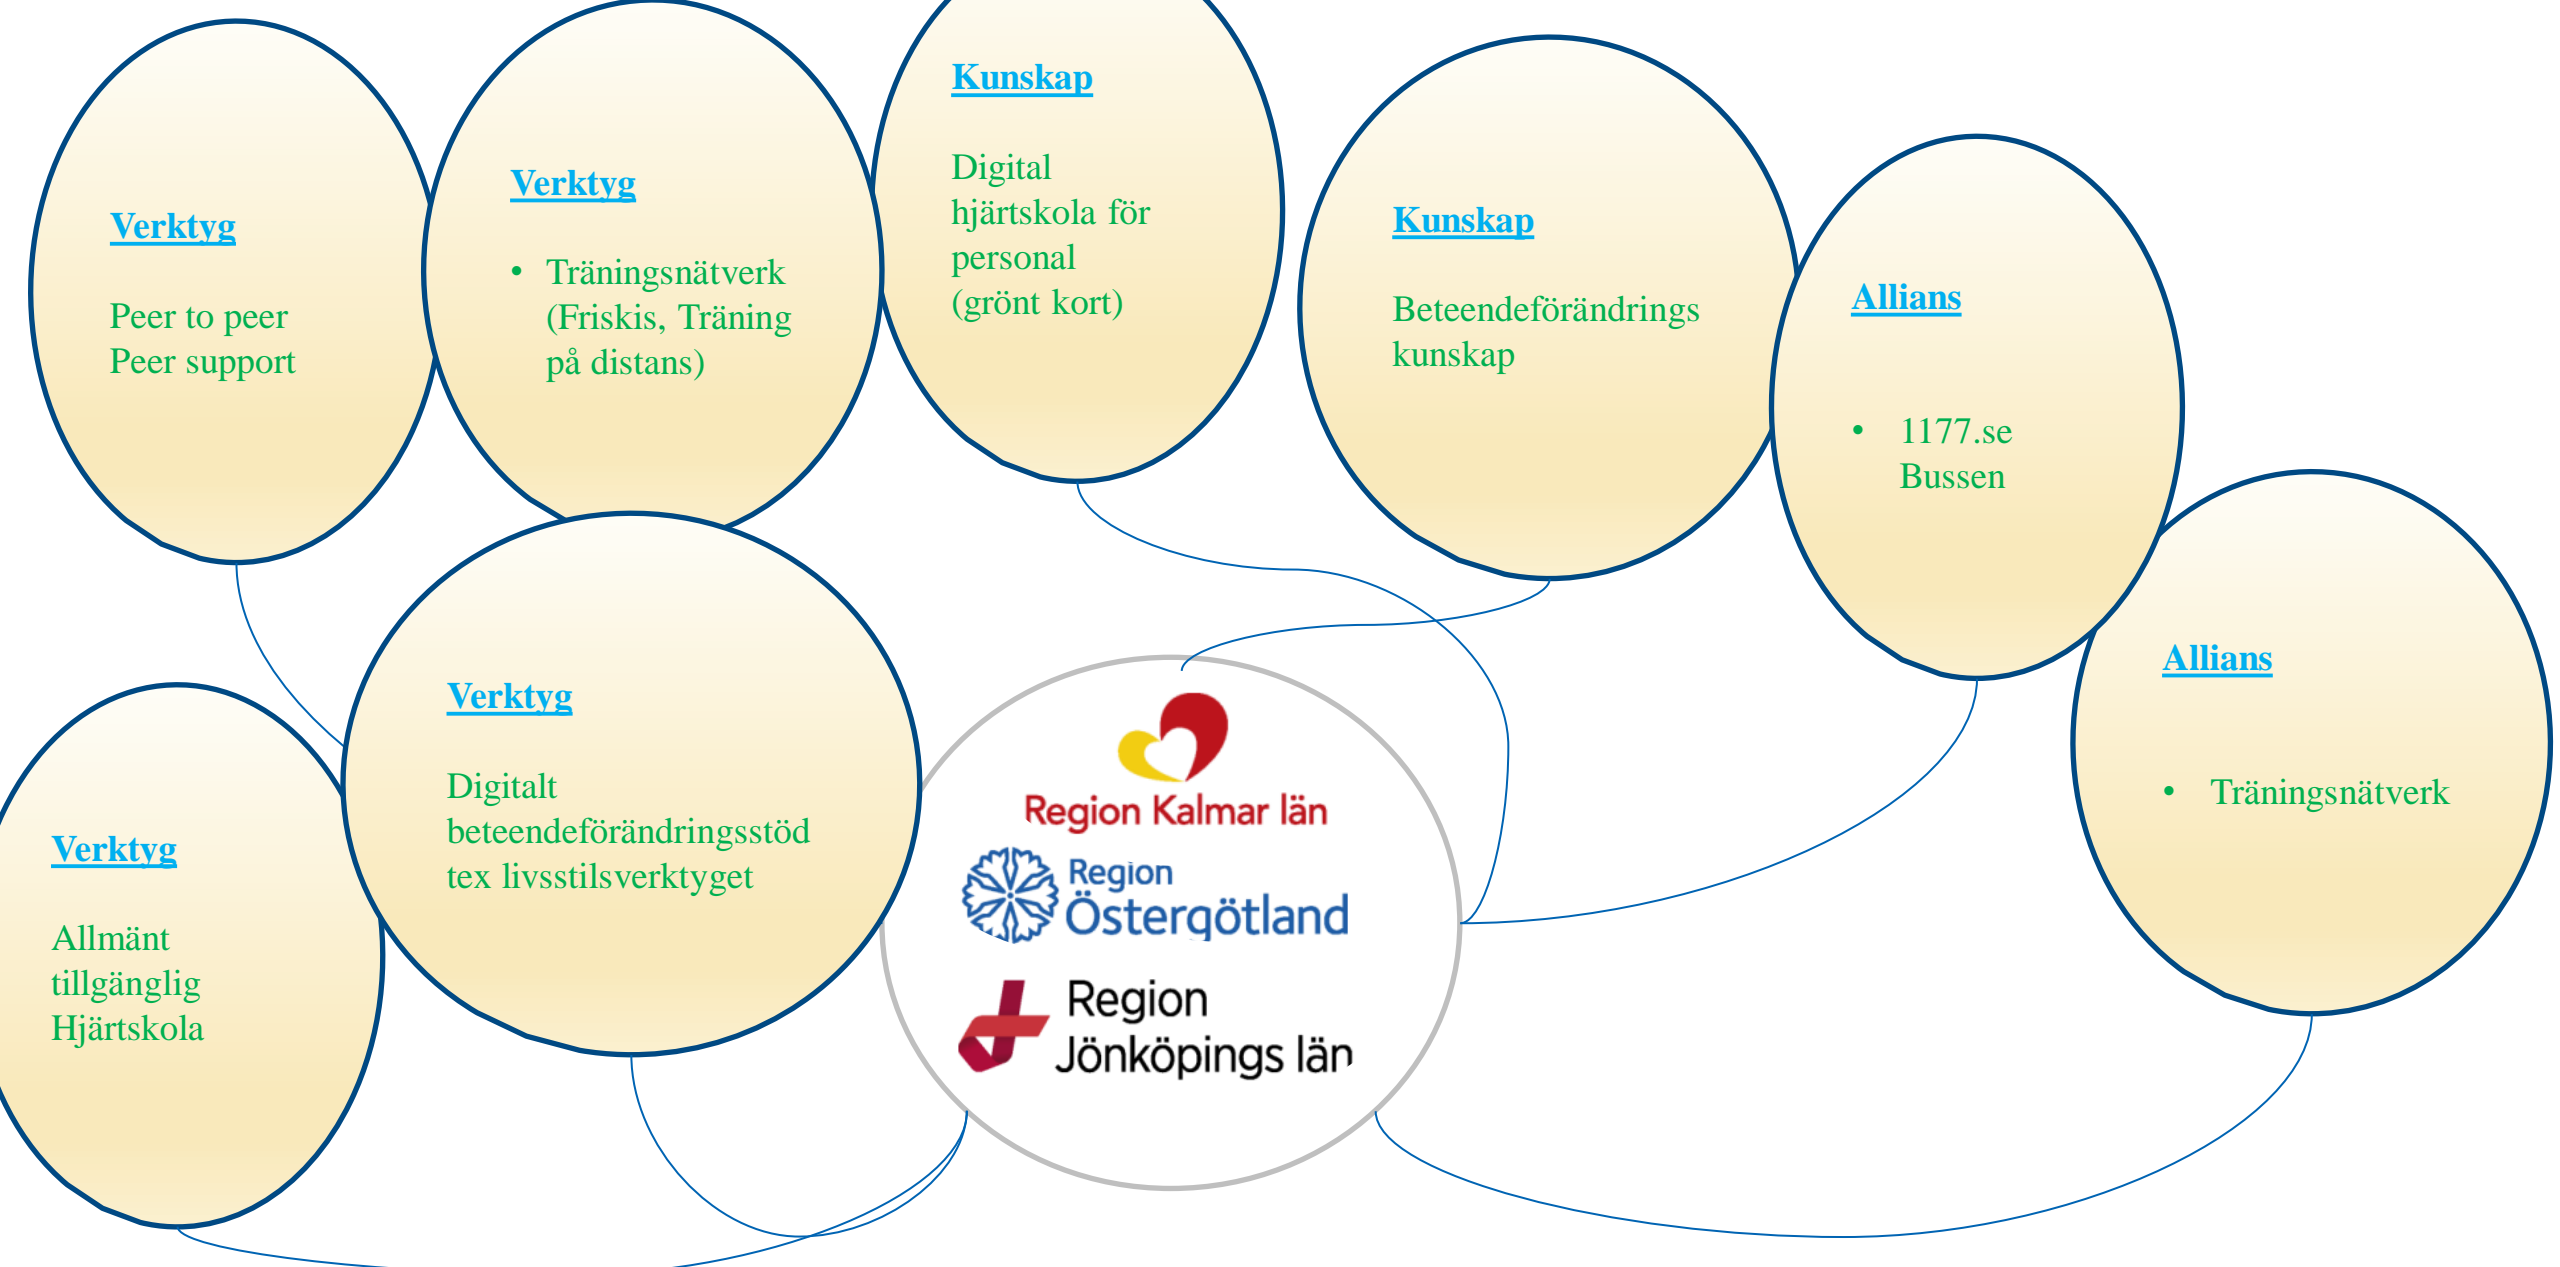 Verktyg
Peer to peer
Peer support
Verktyg
• Träningsnätverk
(Friskis, Träning
på distans)
Kunskap
Digital
hjärtskola för
personal
(grönt kort)
Kunskap
Beteendeförändrings
kunskap
Allians
• 1177.se
Bussen
Allians
• Träningsnätverk
Verktyg
Digitalt
beteendeförändringsstöd
tex livsstilsverktyget
Verktyg
Allmänt
tillgänglig
Hjärtskola
Region Kalmar län
Region
Östergötland
Region
Jönköpings län